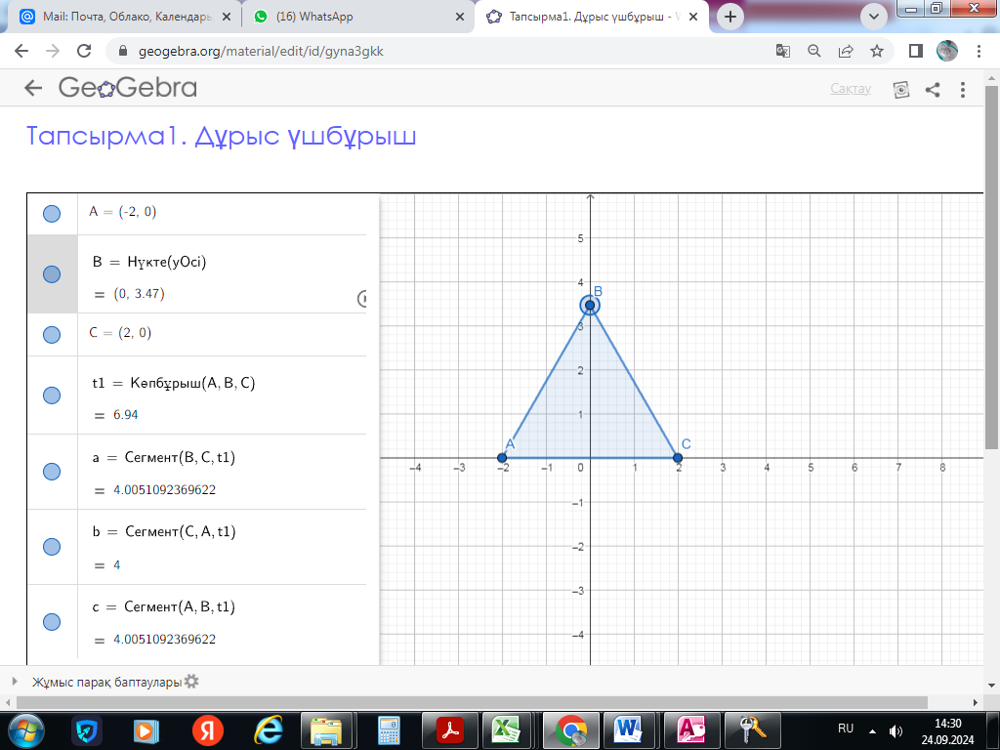 Mail: Почта, Облако, Календарь,
(16) WhatsApp
Тапсырма1. Дұрыс үшбұрыш -
geogebra.org/material/edit/id/gyna3gkk
GeoGebra
Сақтау
Тапсырма1. Дұрыс үшбұрыш
A = (-2, 0)
B = Нүкте(yОсі)
= (0, 3.47)
C = (2, 0)
t1 = Көпбұрыш(A, B, C)
= 6.94
a = Сегмент(B, C, t1)
= 4.0051092369622
b = Сегмент(C, A, t1)
= 4
c = Сегмент(A, B, t1)
= 4.0051092369622
5
4
B
3
2
1
A
C
-4 -3 -2 -1 0 1 2 3 4 5 6 7 8
-1
-2
-3
-4
Жұмыс парақ баптаулары
RU
14:30
24.09.2024